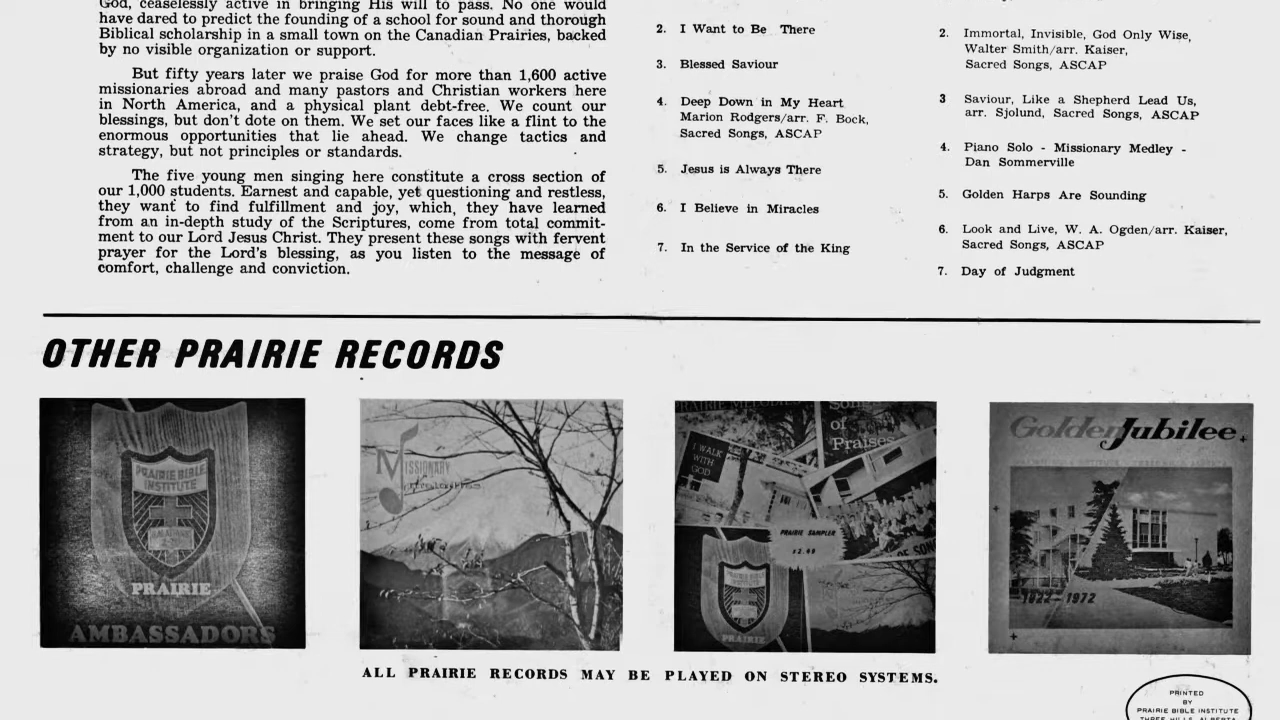 God, ceaselessly active in bringing His will to pass. No one would
have dared to predict the founding of a school for sound and thorough
Biblical scholarship in a small town on the Canadian Prairies, backed
by no visible organization or support.
But fifty years later we praise God for more than 1,600 active
missionaries abroad and many pastors and Christian workers here
in North America, and a physical plant debt-free. We count our
blessings, but don't dote on them. We set our faces like a flint to the
enormous opportunities that lie ahead. We change tactics and
strategy, but not principles or standards.
The five young men singing here constitute a cross section of
our 1,000 students. Earnest and capable, yet questioning and restless,
they want to find fulfillment and joy, which, they have learned
from an in-depth study of the Scriptures, come from total commit-
ment to our Lord Jesus Christ. They present these songs with fervent
prayer for the Lord's blessing, as you listen to the message of
comfort, challenge and conviction.
2. I Want to Be There
3. Blessed Saviour
4. Deep Down in My Heart
Marion Rodgers/arr. F. Bock,
Sacred Songs, ASCAP
5. Jesus is Always There
6. I Believe in Miracles
7. In the Service of the King
2. Immortal, Invisible, God Only Wise,
Walter Smith/arr. Kaiser,
Sacred Songs, ASCAP
3 Saviour, Like a Shepherd Lead Us,
arr. Sjolund, Sacred Songs, ASCAP
4. Piano Solo - Missionary Medley -
Dan Sommerville
5. Golden Harps Are Sounding
6. Look and Live, W. A. Ogden/arr. Kaiser,
Sacred Songs, ASCAP
7. Day of Judgment
OTHER PRAIRIE RECORDS
PRAIRIE BIBLE
INSTITUTE
PRAIRIE
AMBASSADORS
MISSIONARY
PRAIRIE MELODIES
Songs
of
Praises
I WALK
WITH
GOD
PRAIRIE SAMPLER
$2.49
OF SONG
PRAIRIE
Golden Jubilee
1922-1972
ALL PRAIRIE RECORDS MAY BE PLAYED ON STEREO SYSTEMS.
PRINTED
BY
PRAIRIE BIBLE INSTITUTE
THREE HILLS, ALBERTA